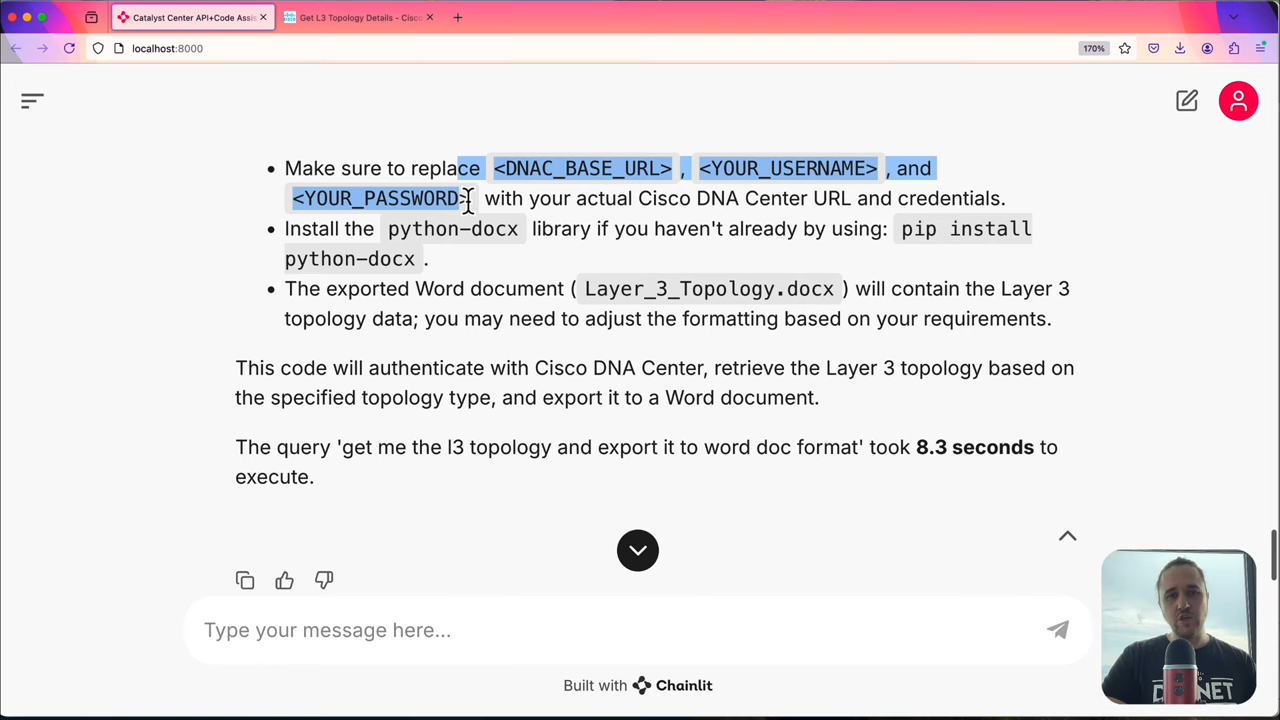 Catalyst Center API+Code Assis
Get L3 Topology Details - Cisco
localhost:8000
170%
Make sure to replace <DNAC_BASE_URL> , <YOUR_USERNAME> , and
<YOUR_PASSWORD> with your actual Cisco DNA Center URL and credentials.
Install the python-docx library if you haven't already by using: pip install
python-docx .
The exported Word document ( Layer_3_Topology.docx ) will contain the Layer 3
topology data; you may need to adjust the formatting based on your requirements.
This code will authenticate with Cisco DNA Center, retrieve the Layer 3 topology based on
the specified topology type, and export it to a Word document.
The query 'get me the l3 topology and export it to word doc format' took 8.3 seconds to
execute.
Type your message here...
Built with Chainlit